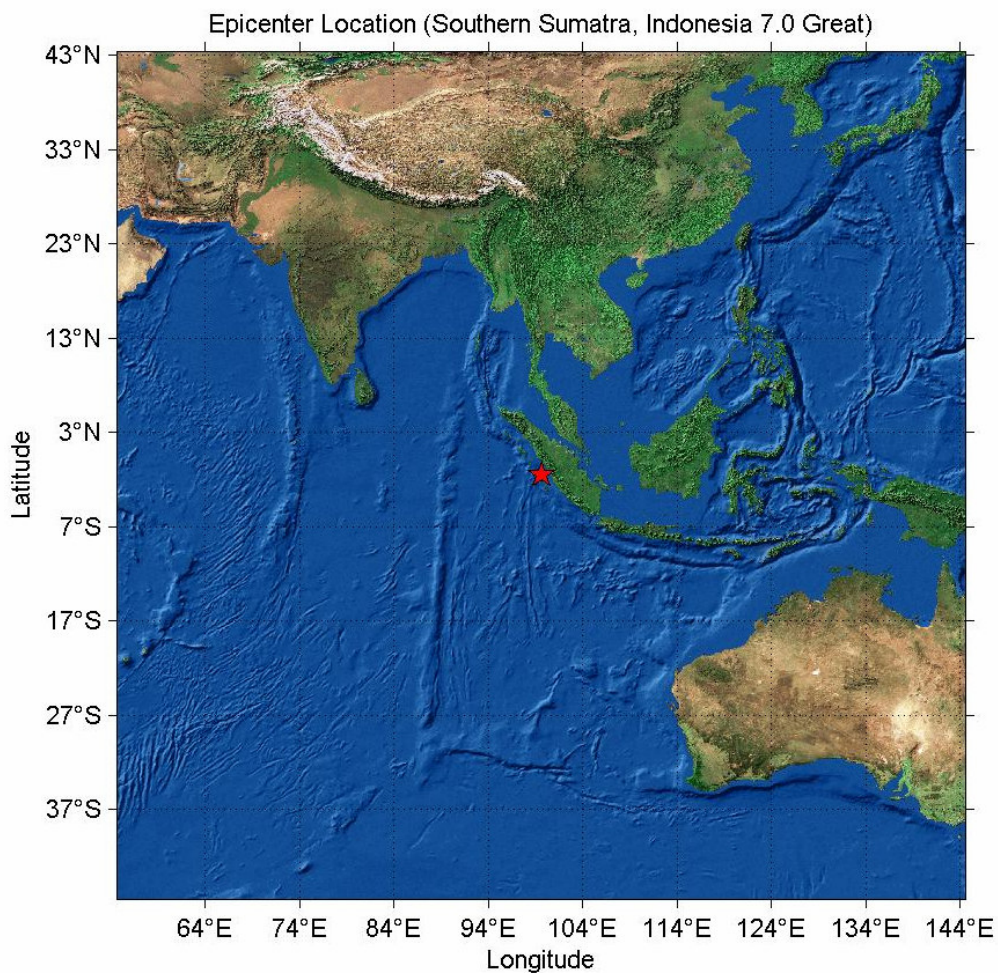 Epicenter Location (Southern Sumatra, Indonesia 7.0 Great)
43°N
33°N
23°N
13°N
3°N
7°S
17°S
27°S
37°S
Latitude
64°E 74°E 84°E 94°E 104°E 114°E 124°E 134°E 144°E
Longitude